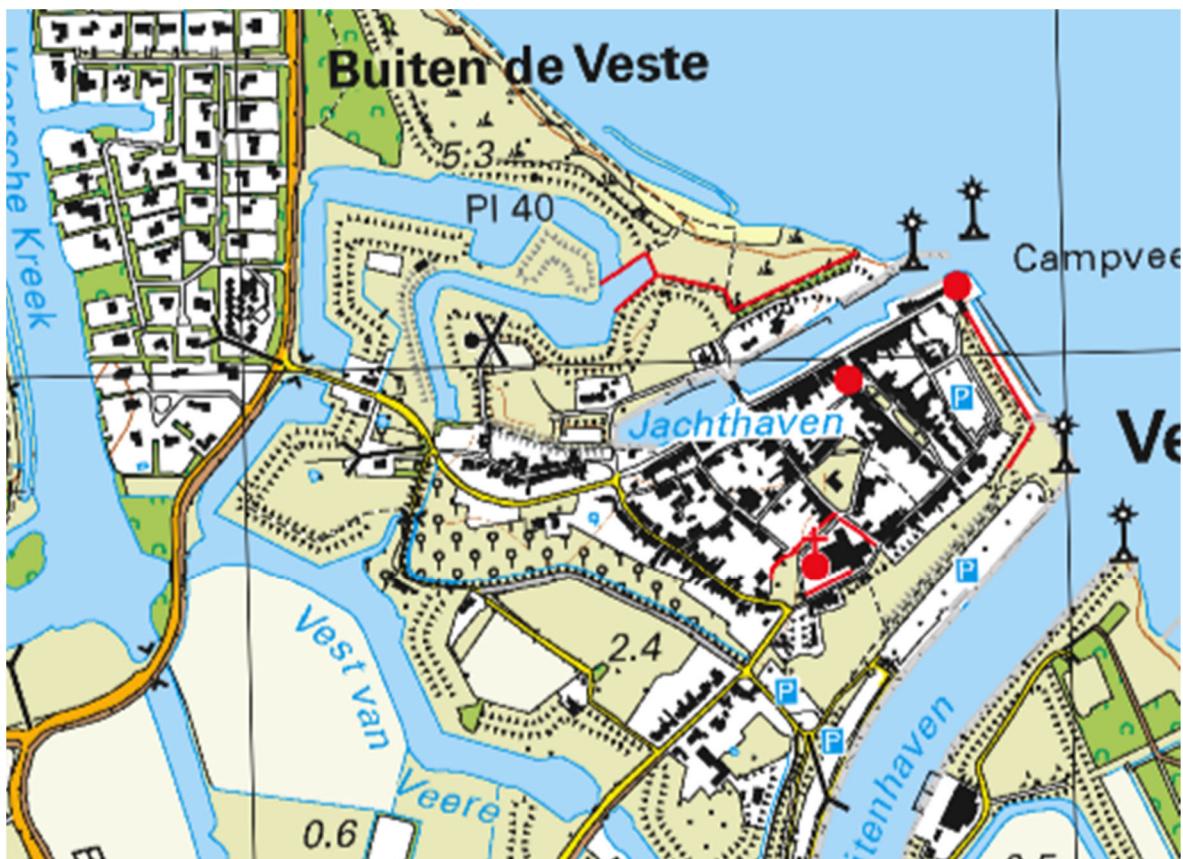 Buiten de Veste
5.3
Pl 40
Veersche Kreek
Campvee
Jachthaven
P
Ve
P
2.4
P
P
Vest van
Veere
itenhaven
0.6